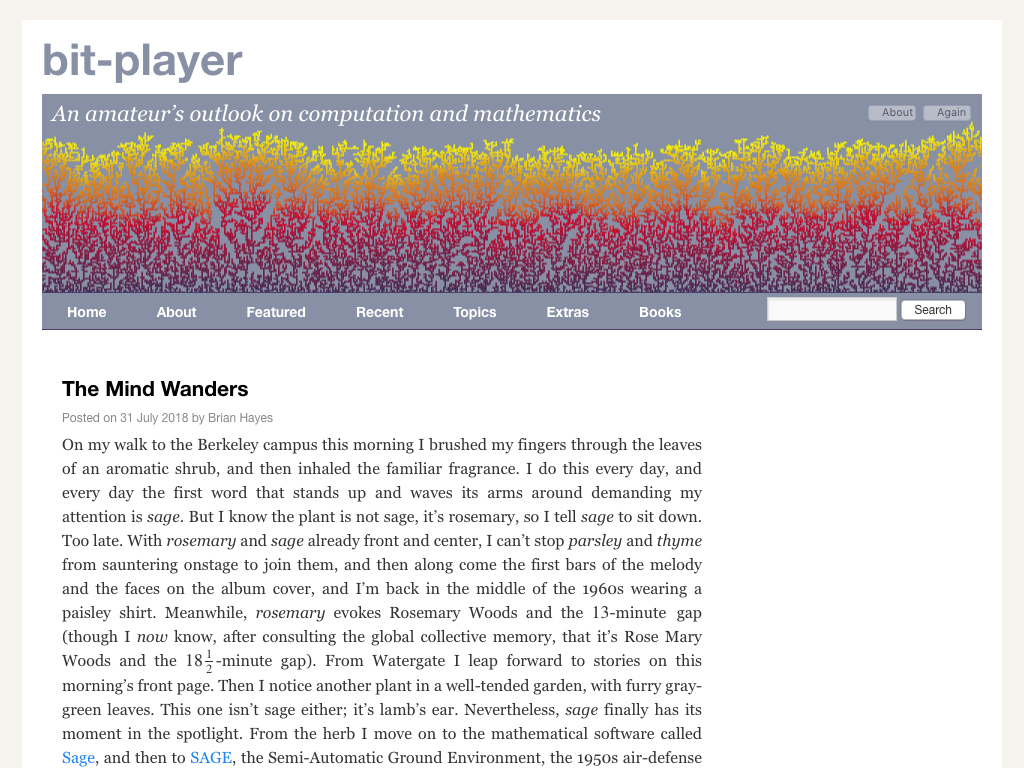 bit-player
An amateur’s outlook on computation and mathematics
About Again
Home About Featured Recent Topics Extras Books Search
The Mind Wanders
Posted on 31 July 2018 by Brian Hayes
On my walk to the Berkeley campus this morning I brushed my fingers through the leaves
of an aromatic shrub, and then inhaled the familiar fragrance. I do this every day, and
every day the first word that stands up and waves its arms around demanding my
attention is sage. But I know the plant is not sage, it’s rosemary, so I tell sage to sit down.
Too late. With rosemary and sage already front and center, I can’t stop parsley and thyme
from sauntering onstage to join them, and then along come the first bars of the melody
and the faces on the album cover, and I’m back in the middle of the 1960s wearing a
paisley shirt. Meanwhile, rosemary evokes Rosemary Woods and the 13-minute gap
(though I now know, after consulting the global collective memory, that it’s Rose Mary
Woods and the 18 1/2-minute gap). From Watergate I leap forward to stories on this
morning’s front page. Then I notice another plant in a well-tended garden, with furry gray-
green leaves. This one isn’t sage either; it’s lamb’s ear. Nevertheless, sage finally has its
moment in the spotlight. From the herb I move on to the mathematical software called
Sage, and then to SAGE, the Semi-Automatic Ground Environment, the 1950s air-defense